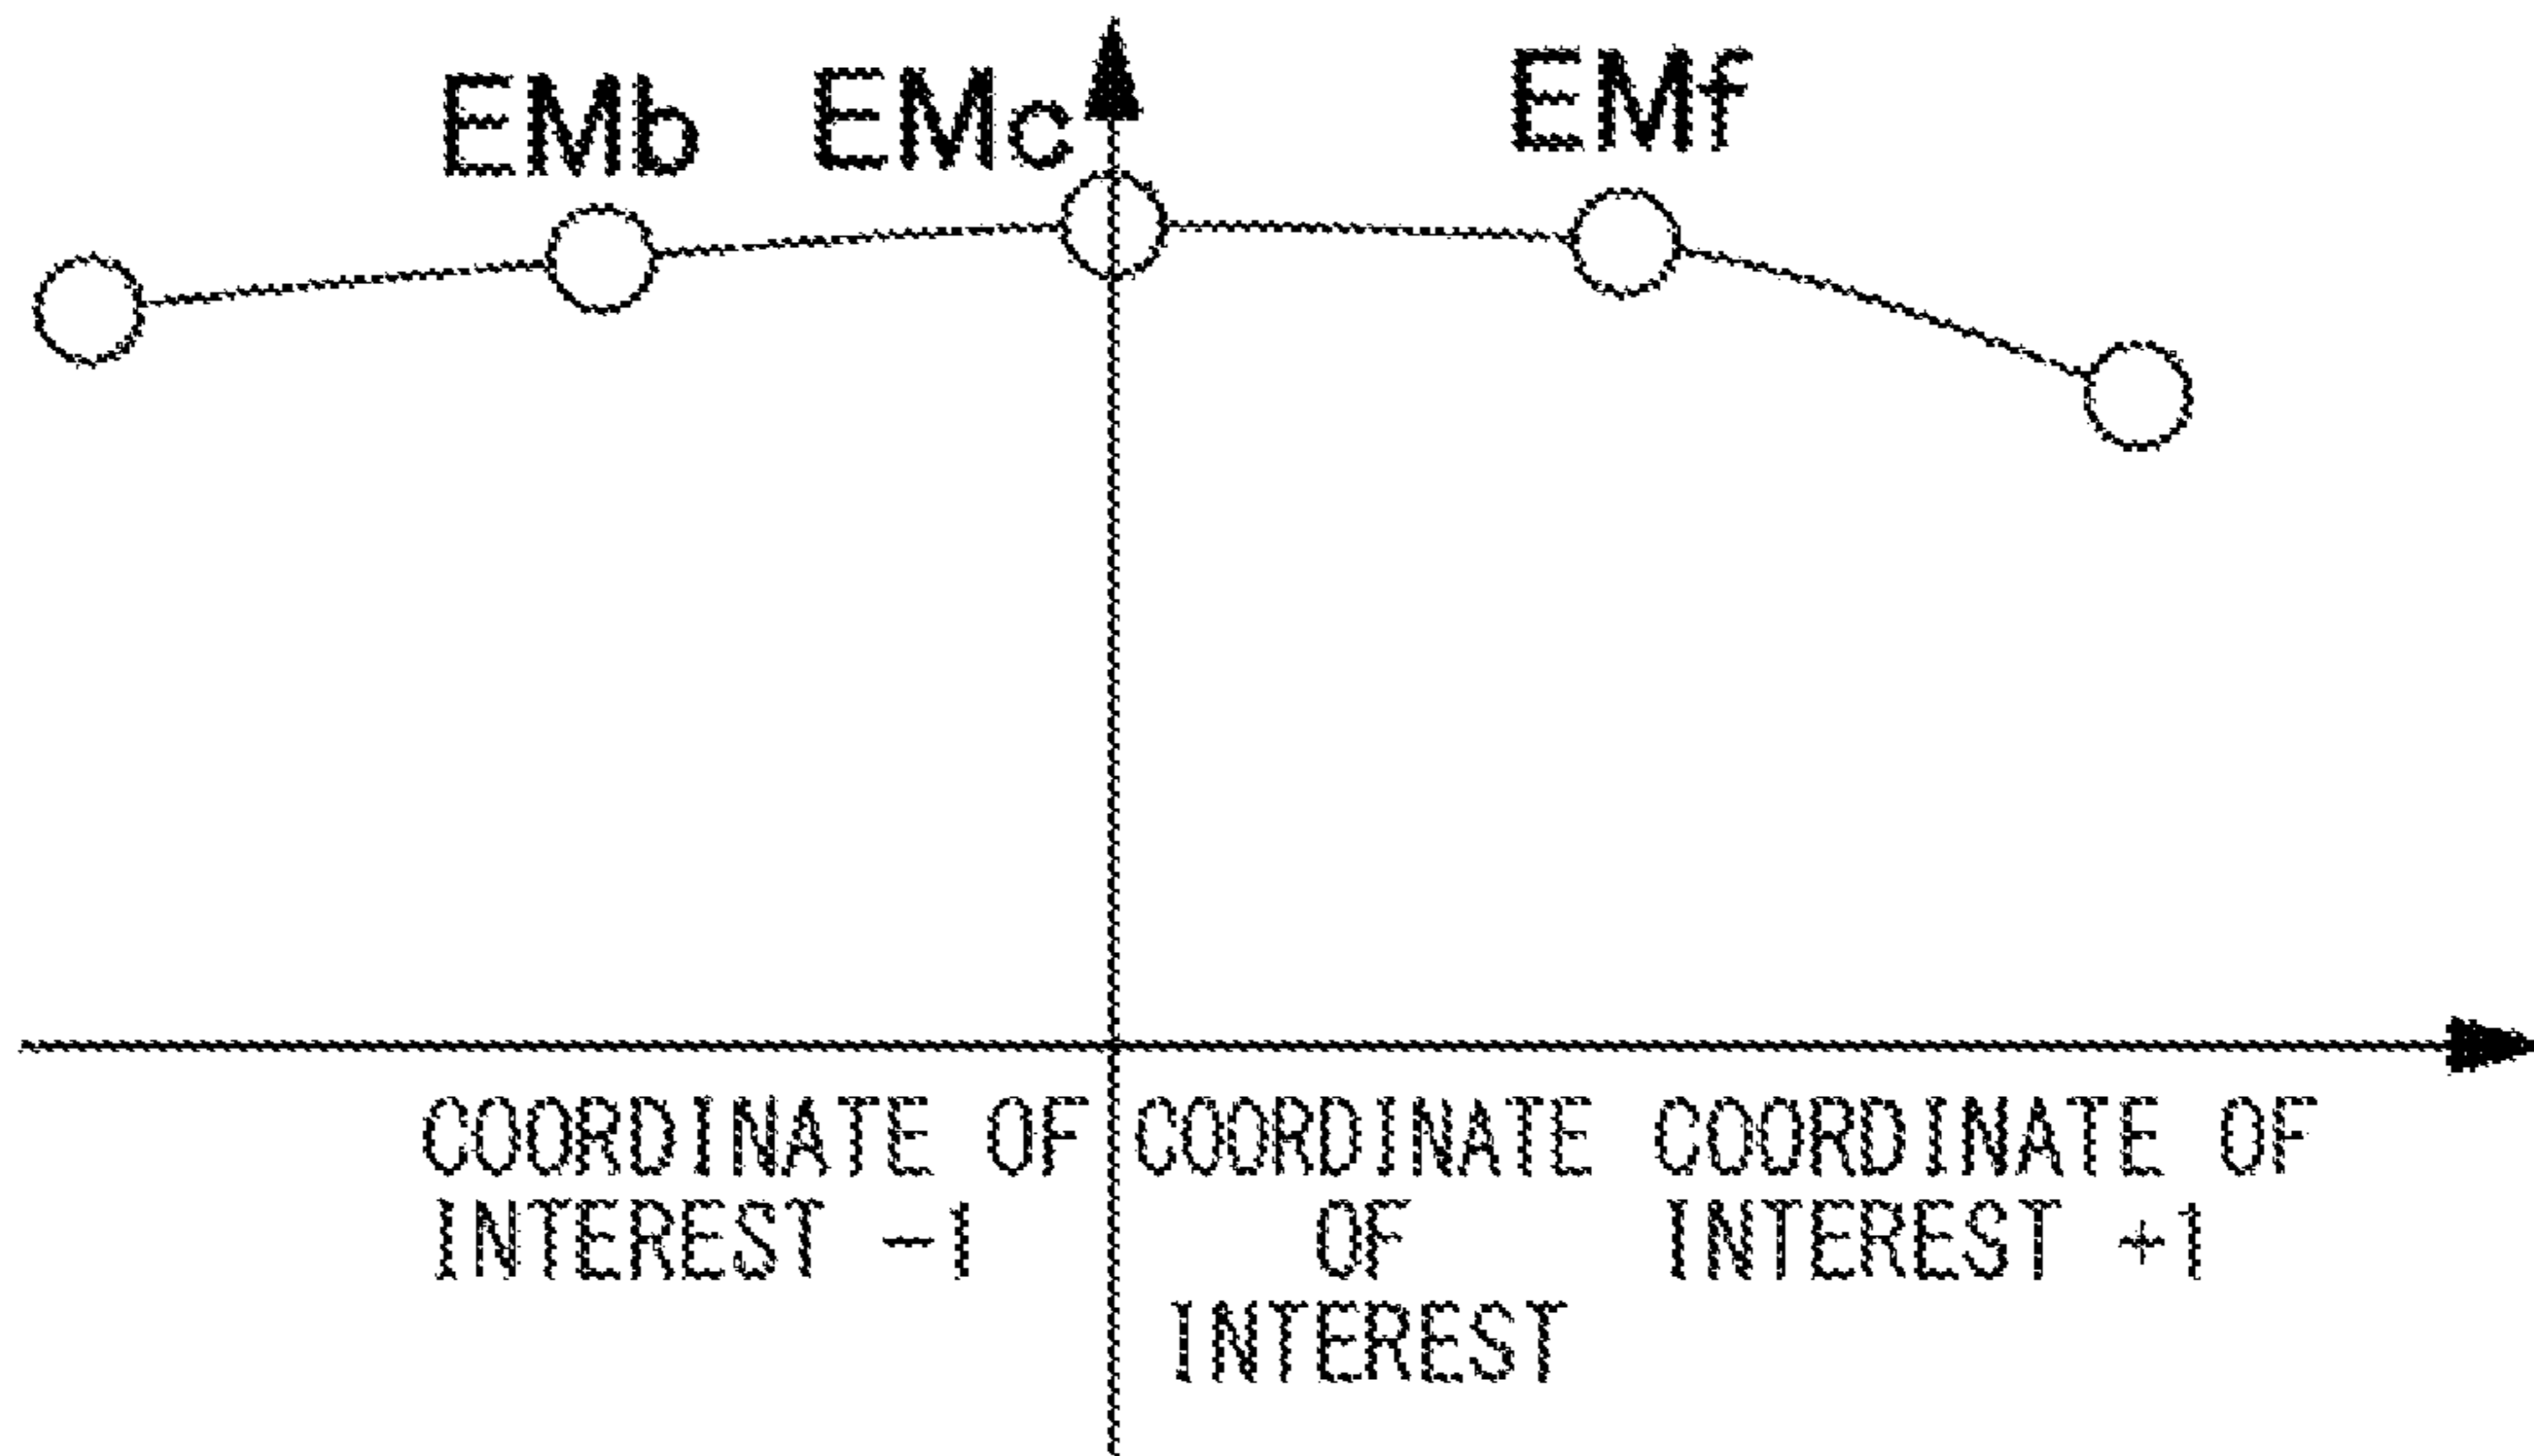 EMb EMc EMf
COORDINATE OF
INTEREST -1
COORDINATE
OF
INTEREST
COORDINATE OF
INTEREST +1